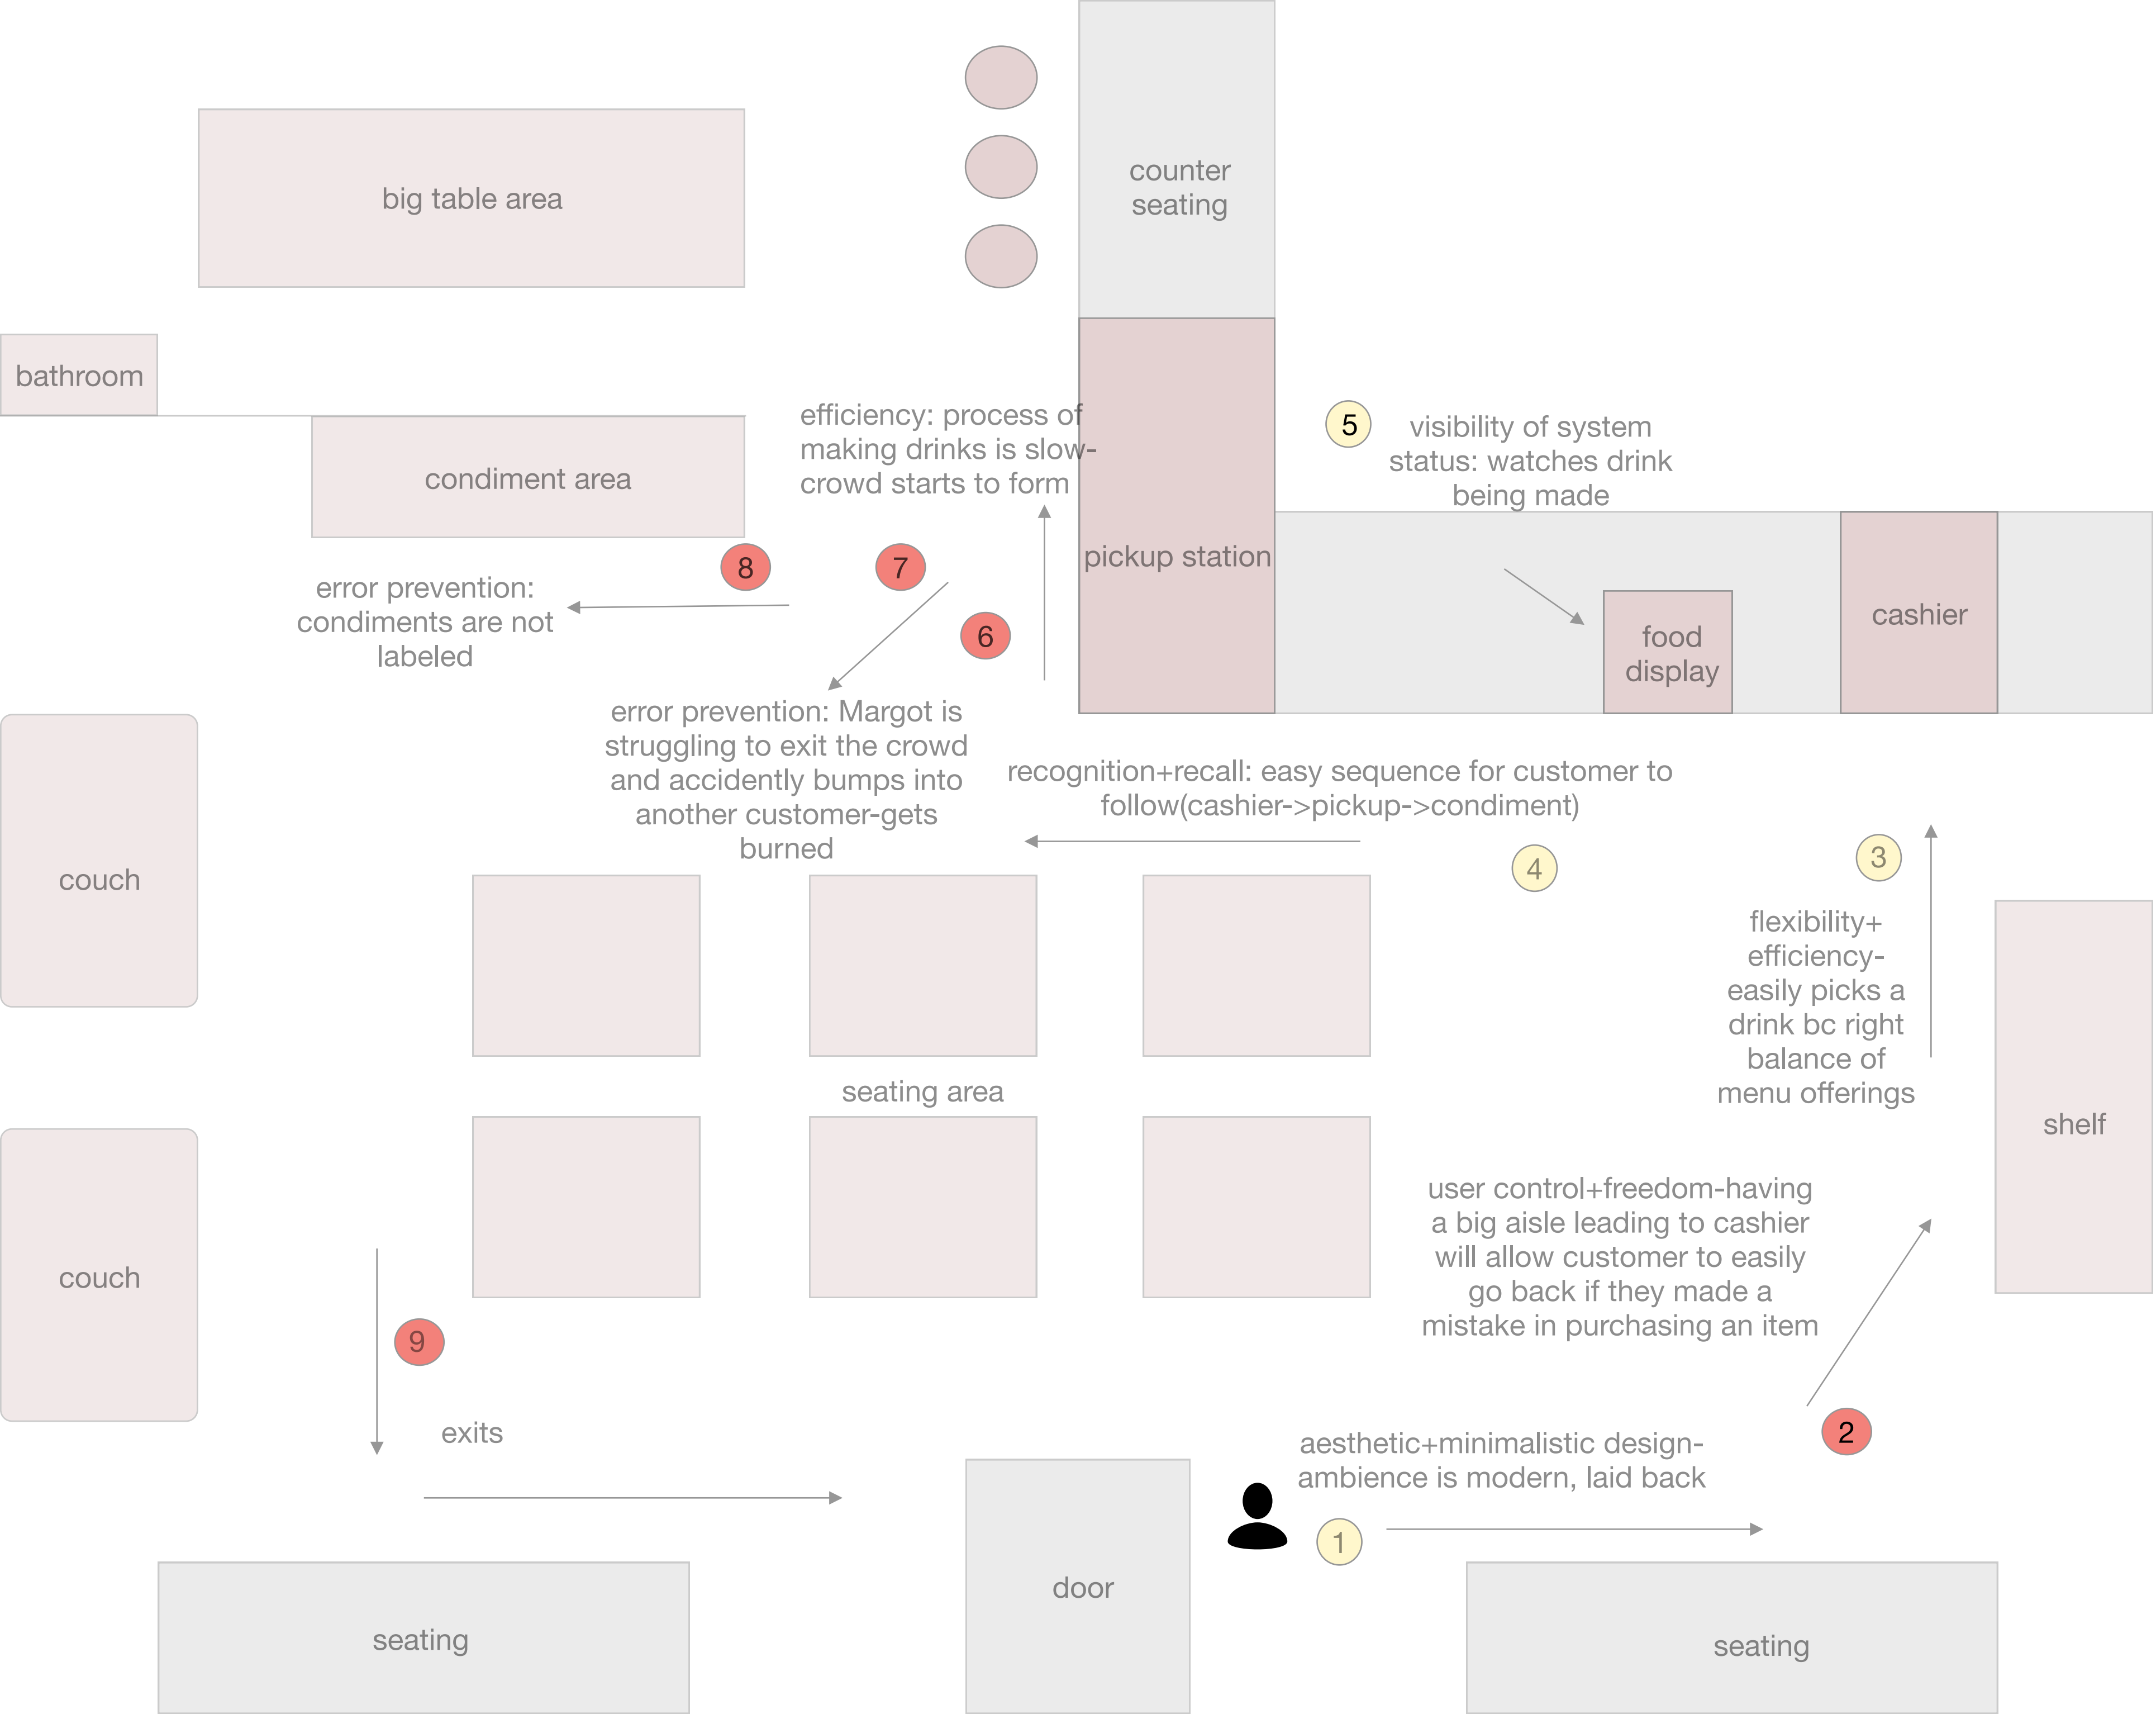 counter
seating
big table area
bathroom
condiment area
efficiency: process of
making drinks is slow-
crowd starts to form
5
visibility of system
status: watches drink
being made
pickup station
food
display
cashier
8
7
6
error prevention:
condiments are not
labeled
error prevention: Margot is
struggling to exit the crowd
and accidently bumps into
another customer-gets
burned
recognition+recall: easy sequence for customer to
follow(cashier->pickup->condiment)
4
3
flexibility+
efficiency-
easily picks a
drink bc right
balance of
menu offerings
couch
seating area
shelf
user control+freedom-having
a big aisle leading to cashier
will allow customer to easily
go back if they made a
mistake in purchasing an item
couch
9
exits
2
aesthetic+minimalistic design-
ambience is modern, laid back
1
door
seating
seating